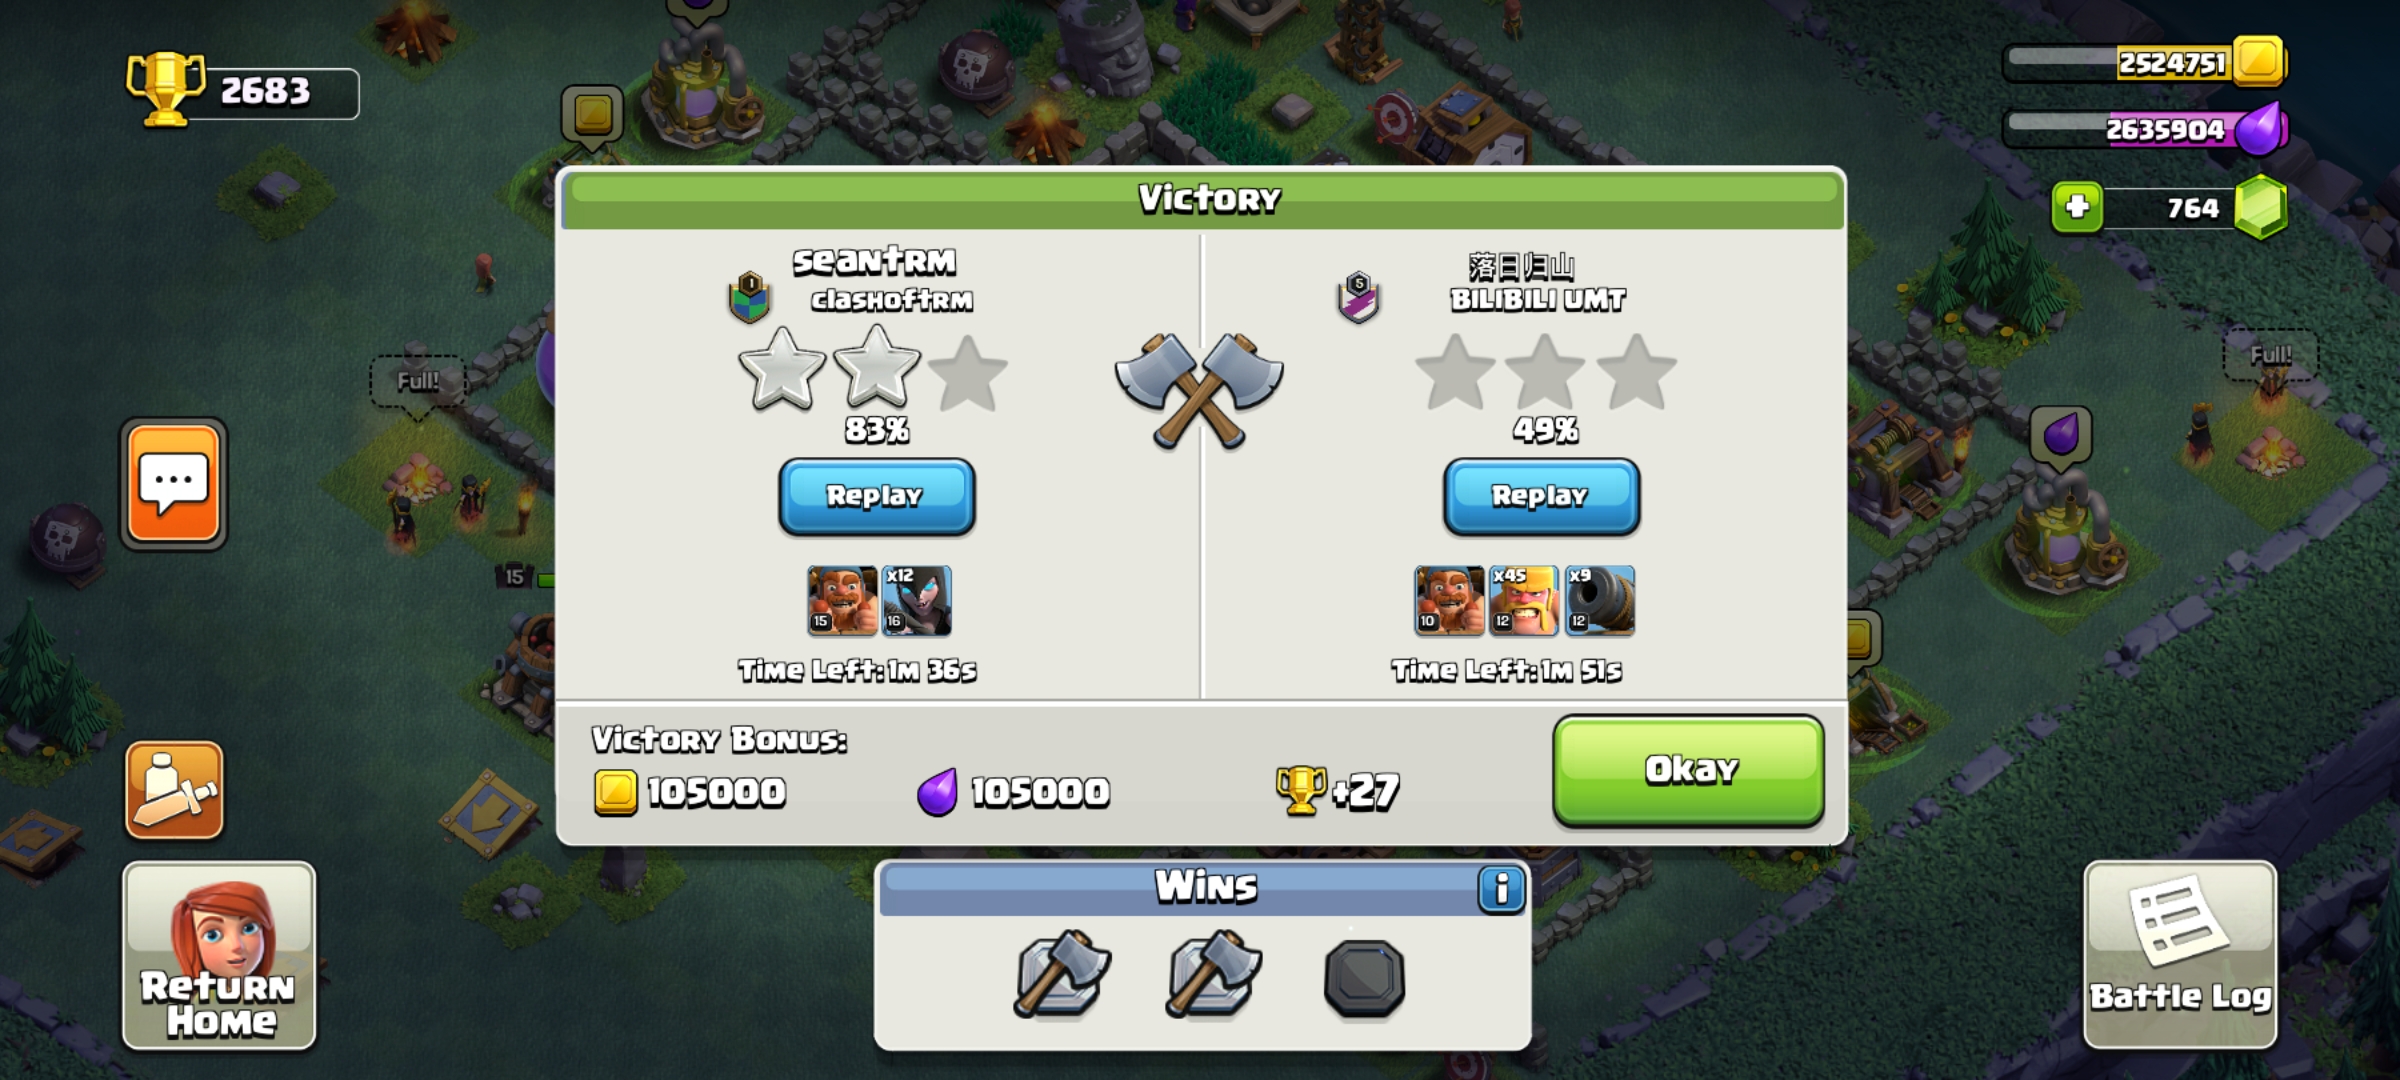 2683
2524751
2635904
764
Full!
Full!
15
Victory
seantrm
clashoftrm
1
83%
Replay
15
x12
16
Time Left:1m 36s
落日归山
BILIBILI UMT
5
49%
Replay
10
x45
12
x9
12
Time Left:1m 51s
Victory Bonus:
105000
105000
+27
Okay
Wins
i
Return
Home
Battle Log